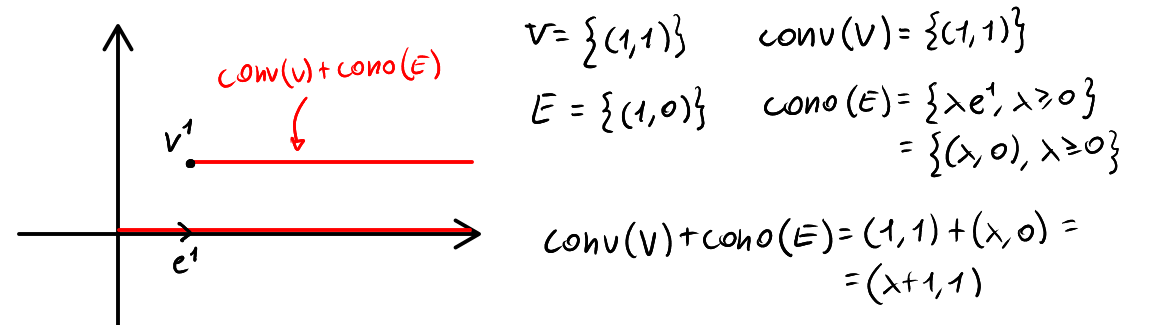 conv(V)+cono(E)
v¹
e¹
V = {(1,1)}
conv(V) = {(1,1)}
E = {(1,0)}
cono(E) = {λe¹, λ≥0}
= {(λ,0), λ≥0}
conv(V)+cono(E) = (1,1)+(λ,0) =
= (λ+1,1)